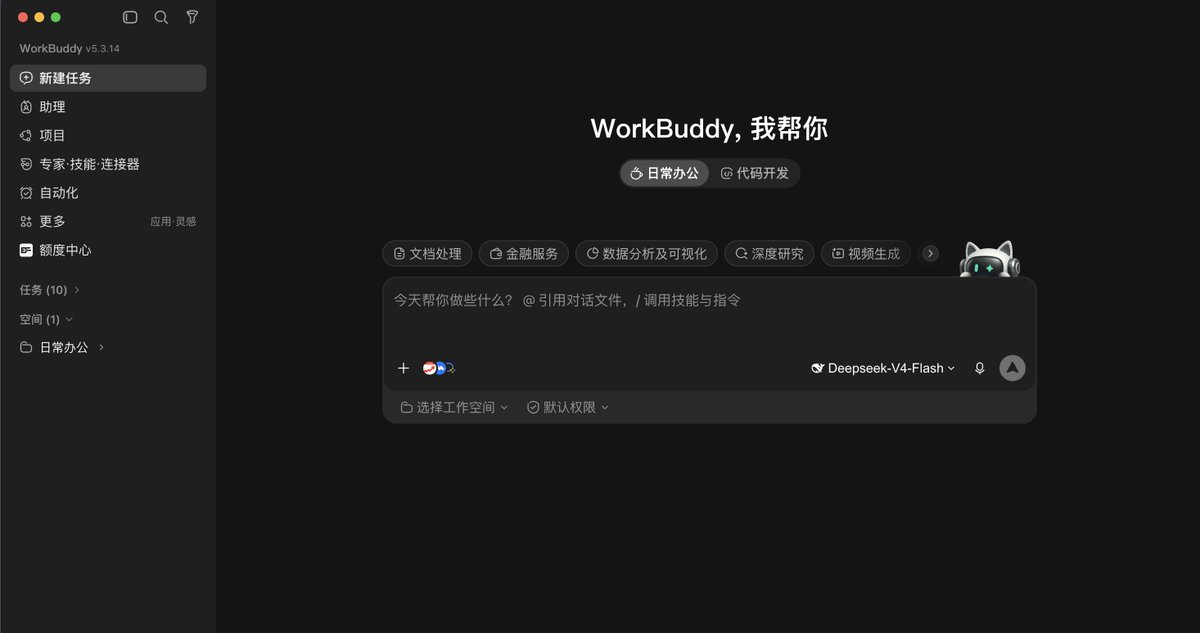 WorkBuddy v5.3.14
新建任务
助理
项目
专家·技能·连接器
自动化
更多 应用·灵感
额度中心
任务 (10)
空间 (1)
日常办公
WorkBuddy, 我帮你
日常办公 代码开发
文档处理 金融服务 数据分析及可视化 深度研究 视频生成
今天帮你做些什么? @ 引用对话文件, / 调用技能与指令
Deepseek-V4-Flash
选择工作空间 默认权限